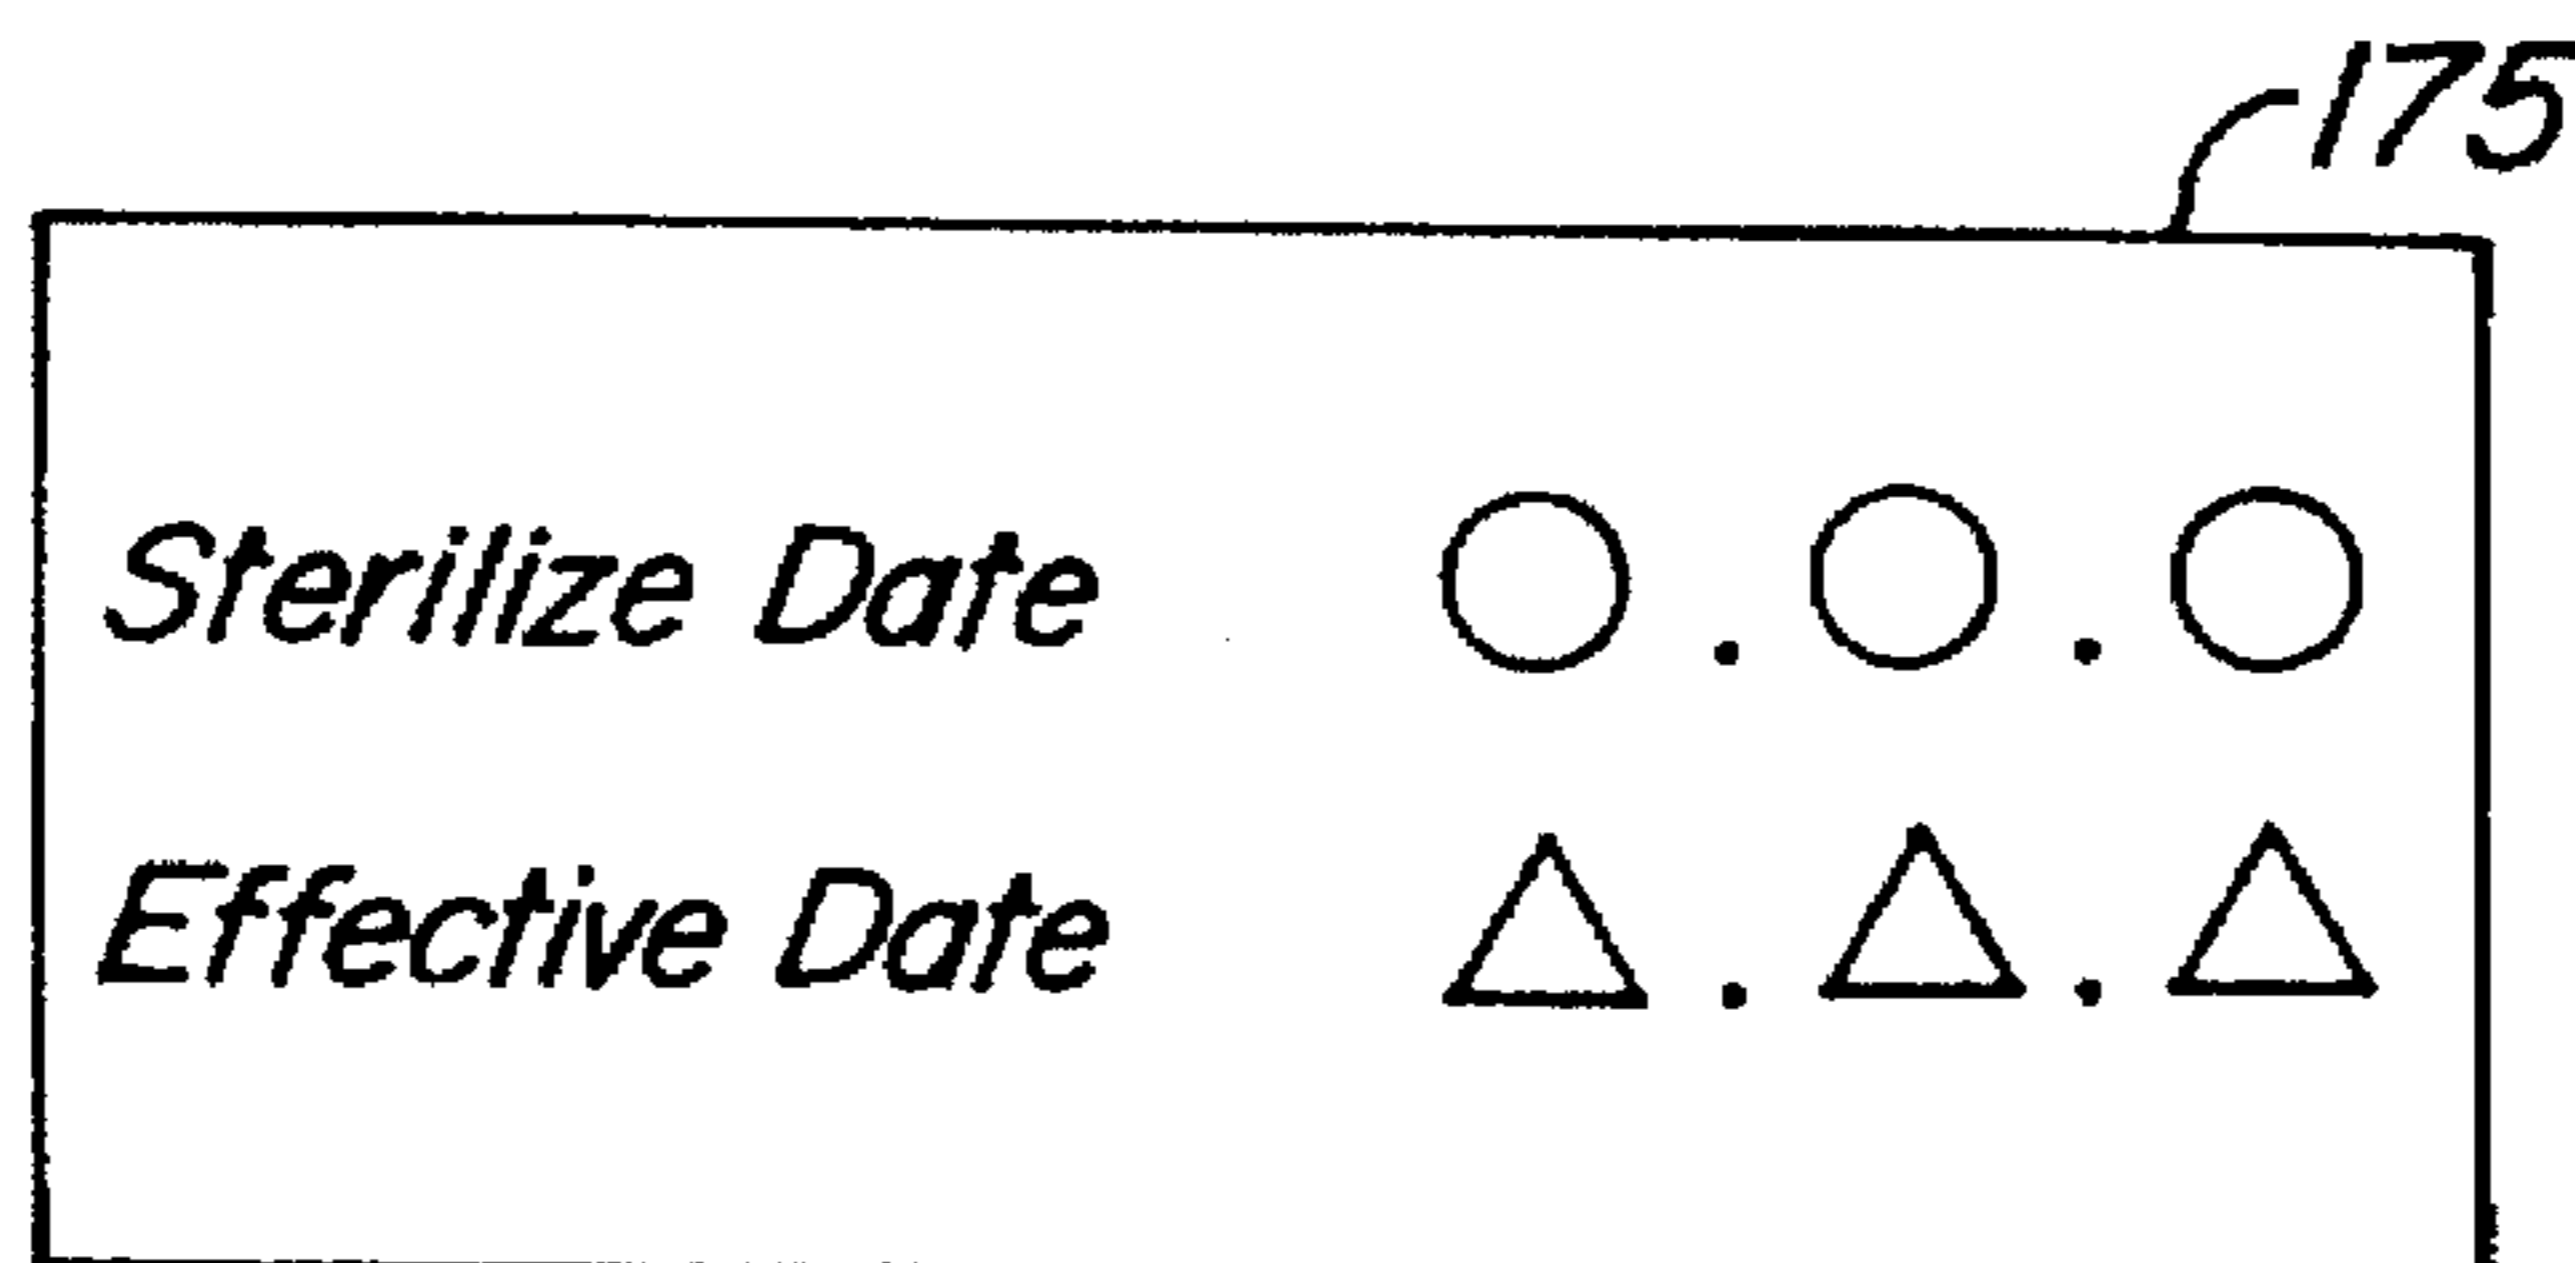 175
Sterilize Date ○.○.○
Effective Date △.△.△